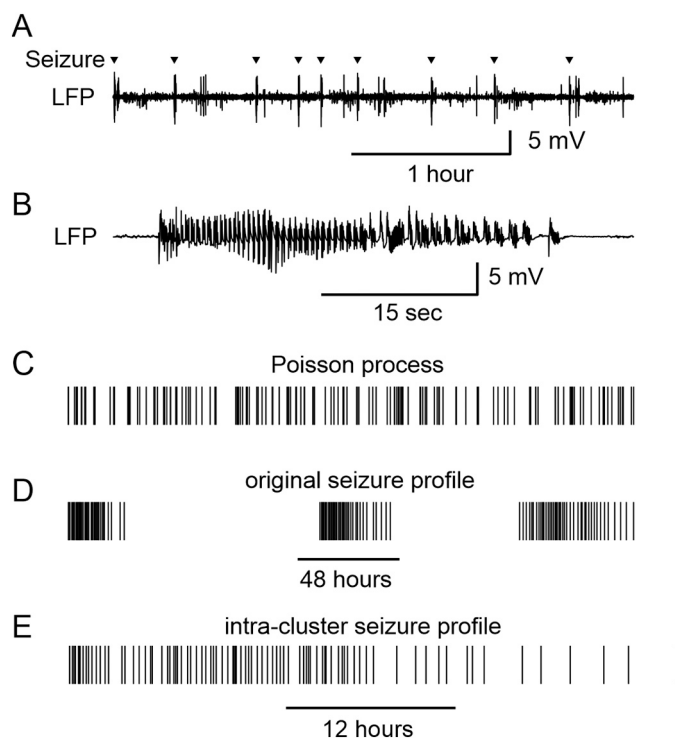 A
Seizure
LFP
5 mV
1 hour
B
LFP
5 mV
15 sec
C
Poisson process
D
original seizure profile
48 hours
E
intra-cluster seizure profile
12 hours